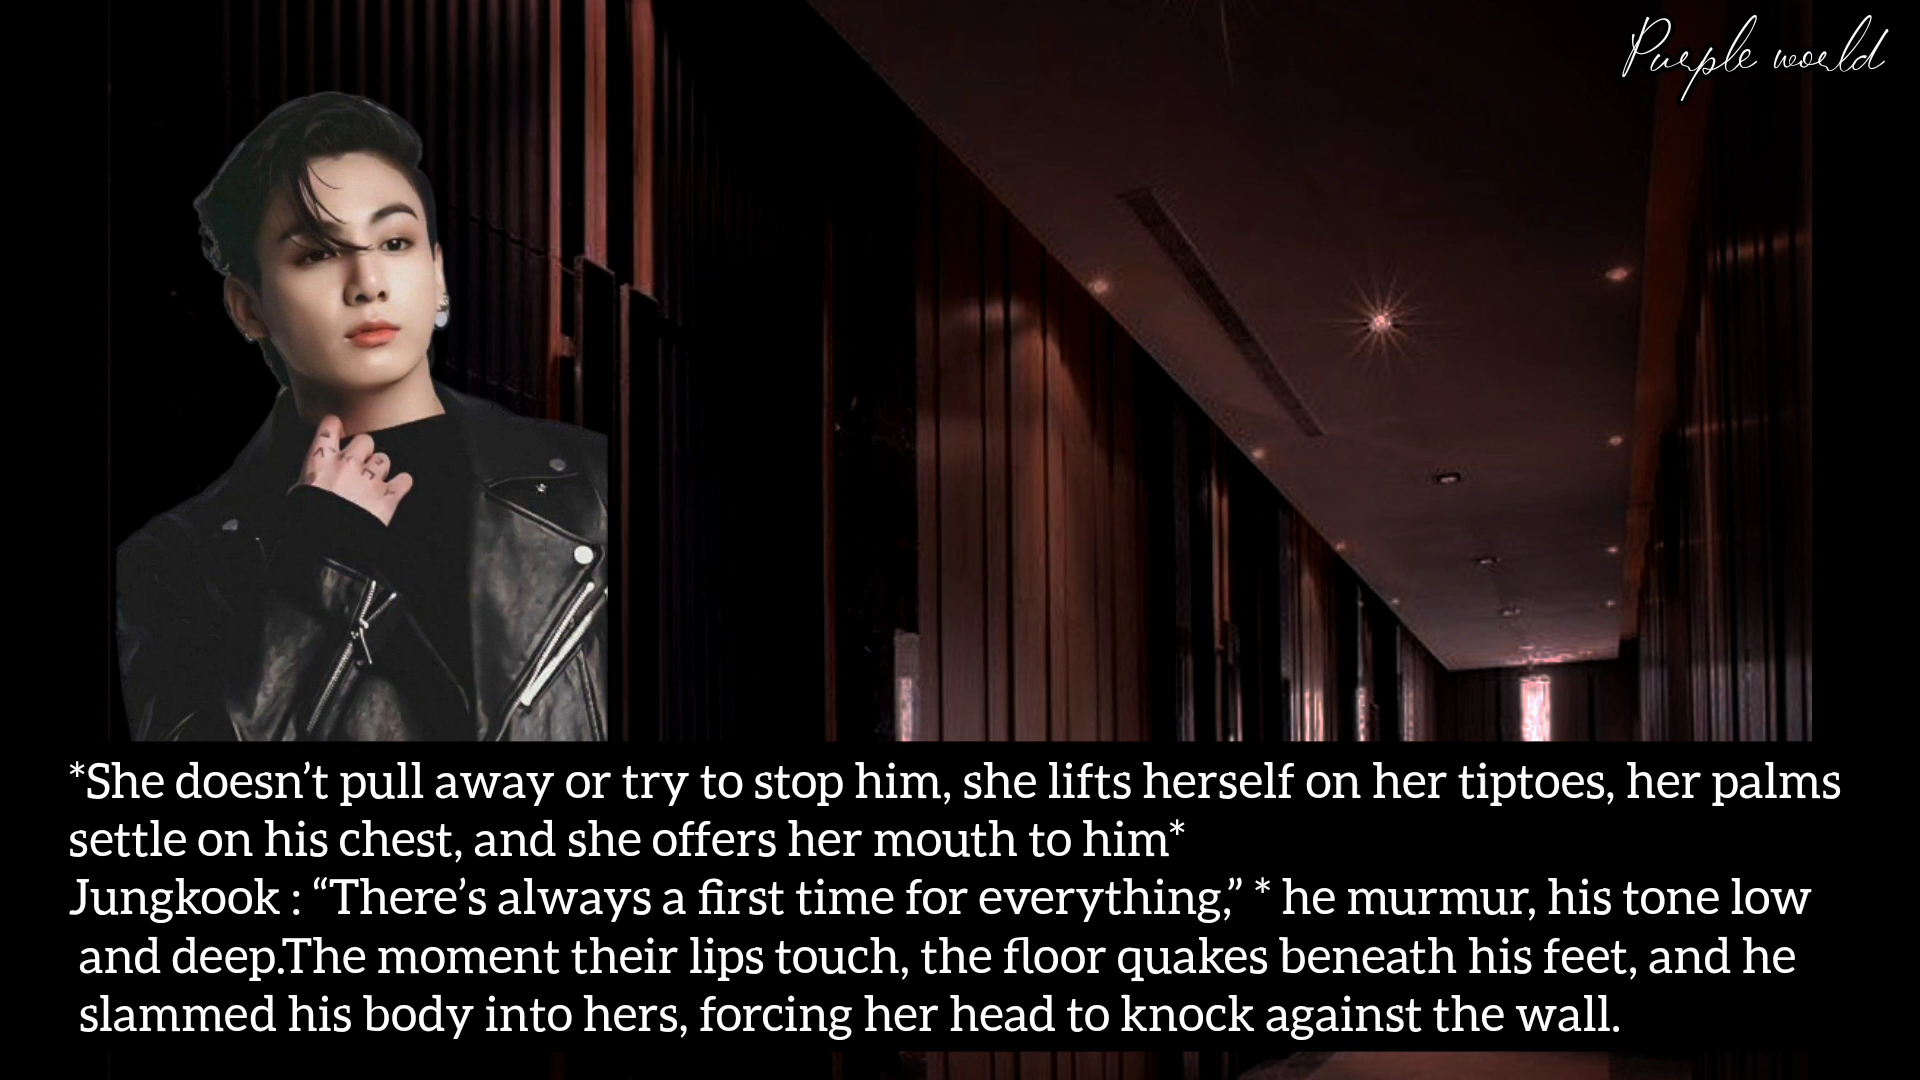 Purple world
*She doesn’t pull away or try to stop him, she lifts herself on her tiptoes, her palms
settle on his chest, and she offers her mouth to him*
Jungkook : “There’s always a first time for everything,” * he murmur, his tone low
and deep.The moment their lips touch, the floor quakes beneath his feet, and he
slammed his body into hers, forcing her head to knock against the wall.